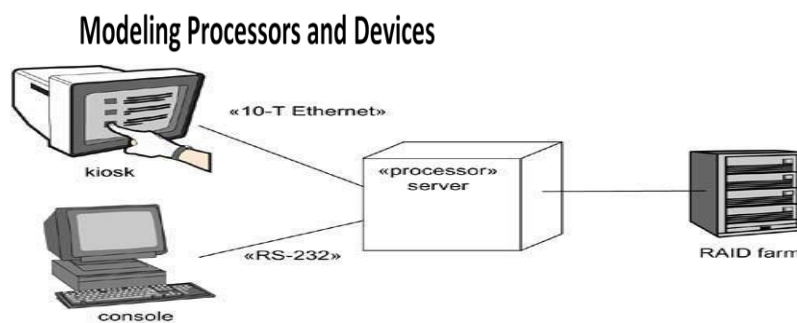 Modeling Processors and Devices
«10-T Ethernet»
kiosk
«processor»
server
RAID farm
«RS-232»
console